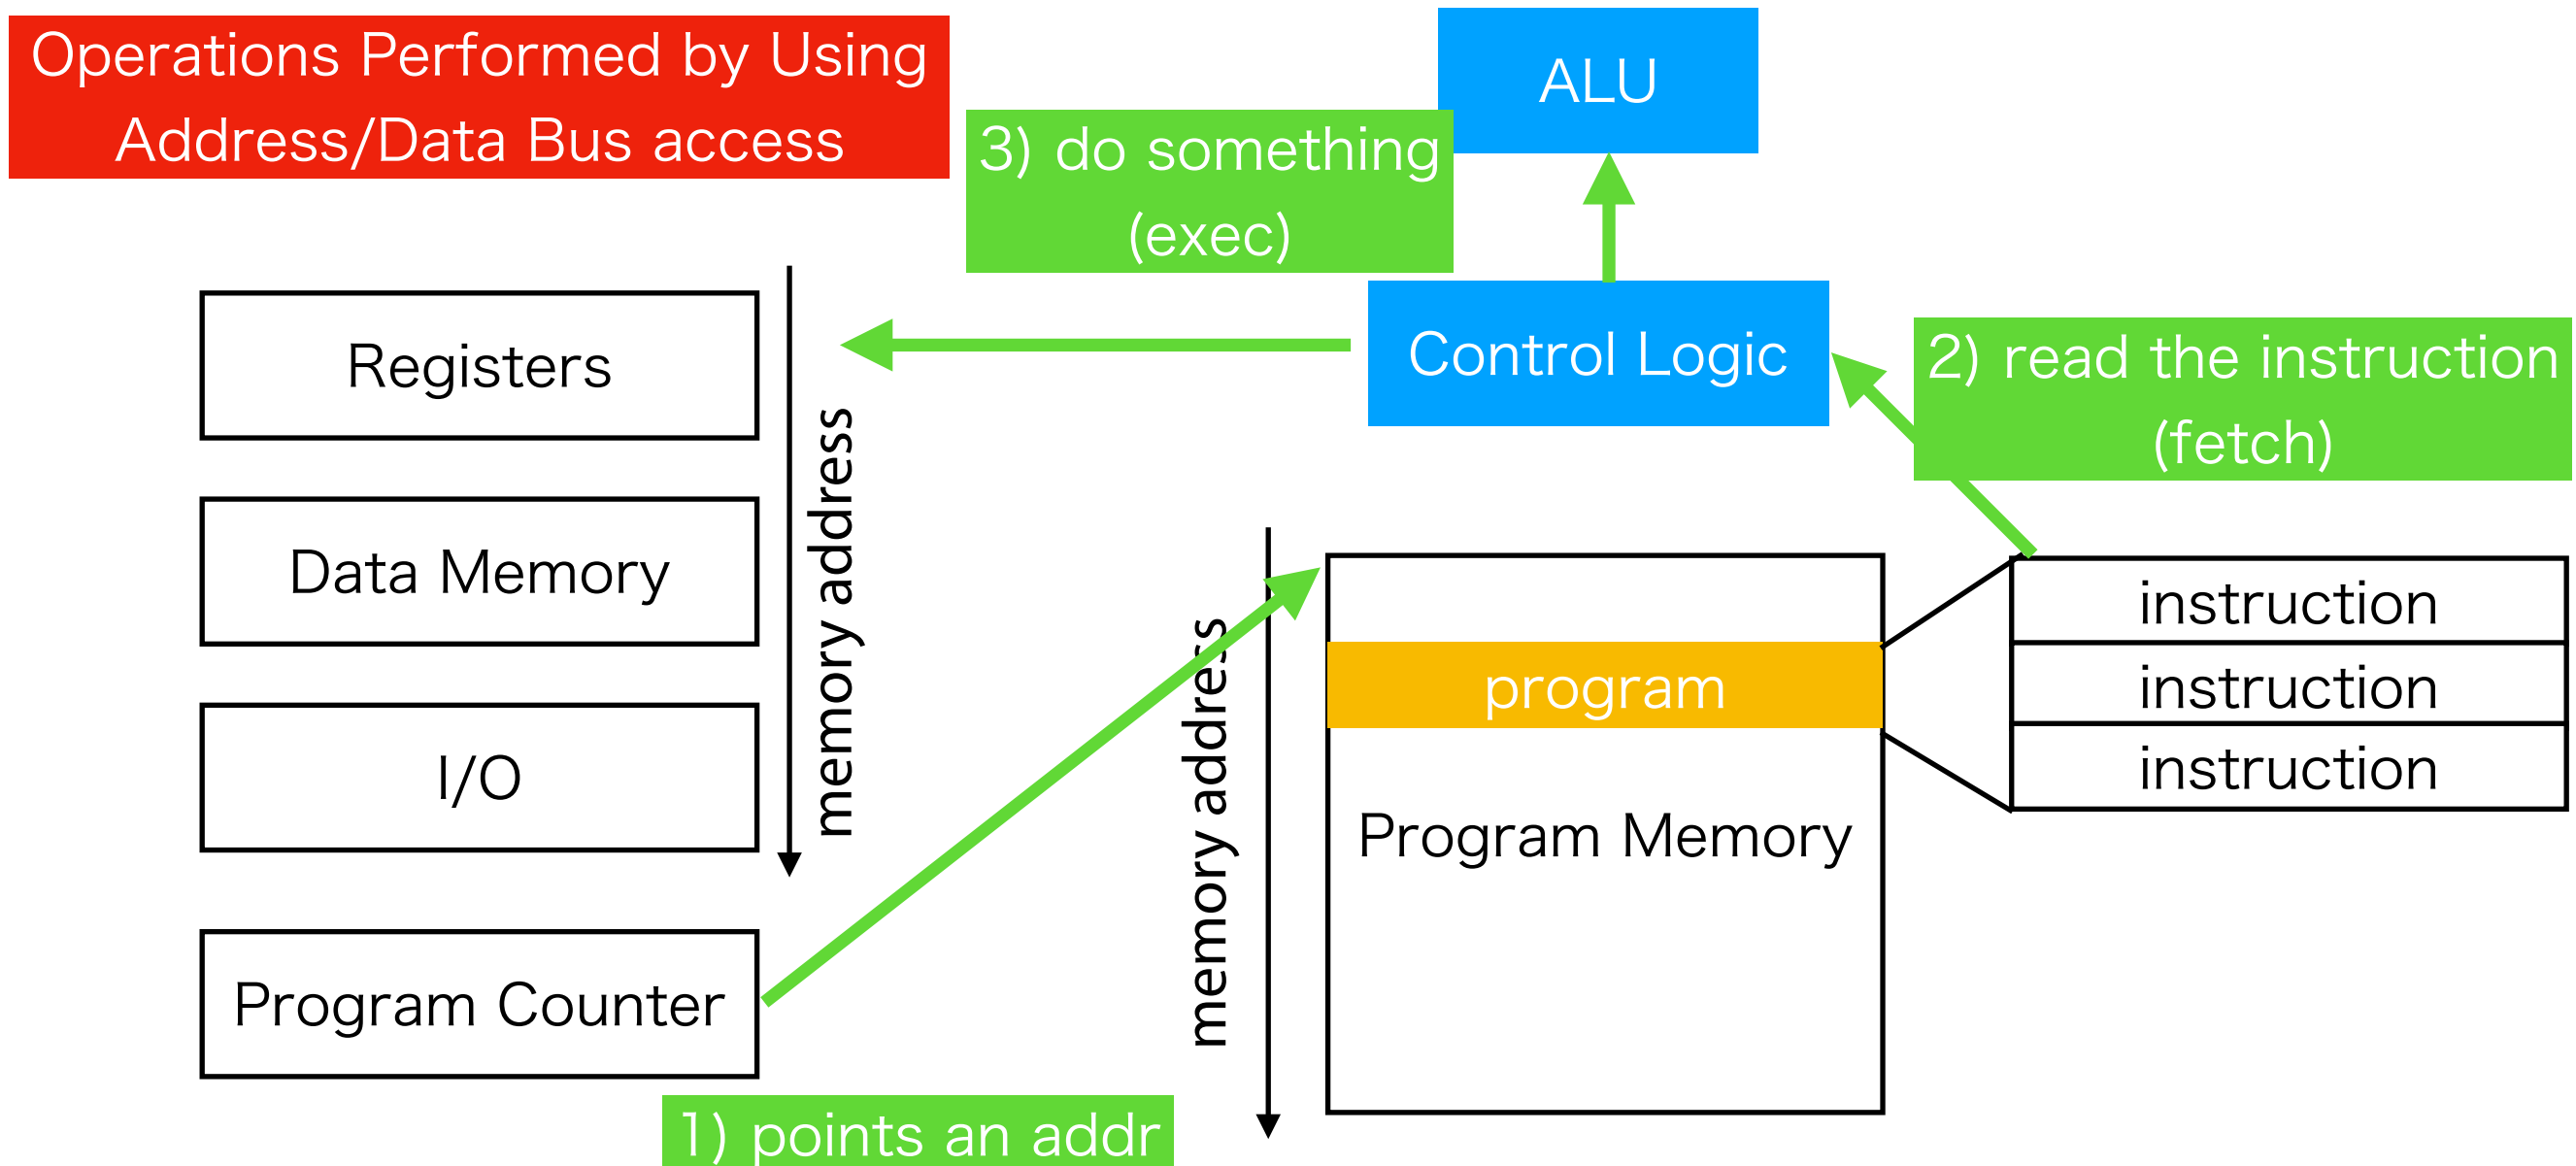 Operations Performed by Using
Address/Data Bus access
ALU
3) do something
(exec)
Registers
Control Logic
2) read the instruction
(fetch)
memory address
Data Memory
I/O
memory address
program
Program Memory
instruction
instruction
instruction
Program Counter
1) points an addr